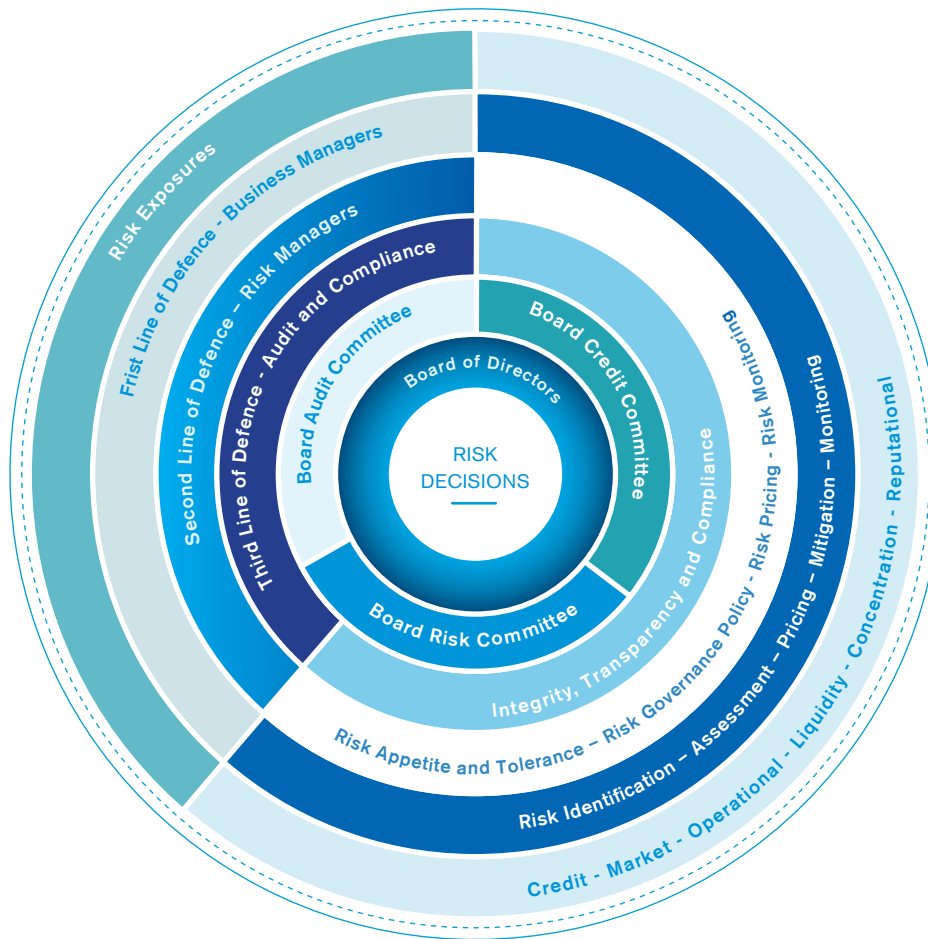 Risk Exposures
Frist Line of Defence - Business Managers
Second Line of Defence – Risk Managers
Third Line of Defence - Audit and Compliance
Board Audit Committee
Board Credit Committee
Board Risk Committee
Board of Directors
RISK
DECISIONS
Integrity, Transparency and Compliance
Risk Appetite and Tolerance – Risk Governance Policy - Risk Pricing - Risk Monitoring
Risk Identification – Assessment – Pricing – Mitigation – Monitoring
Credit - Market - Operational - Liquidity - Concentration - Reputational